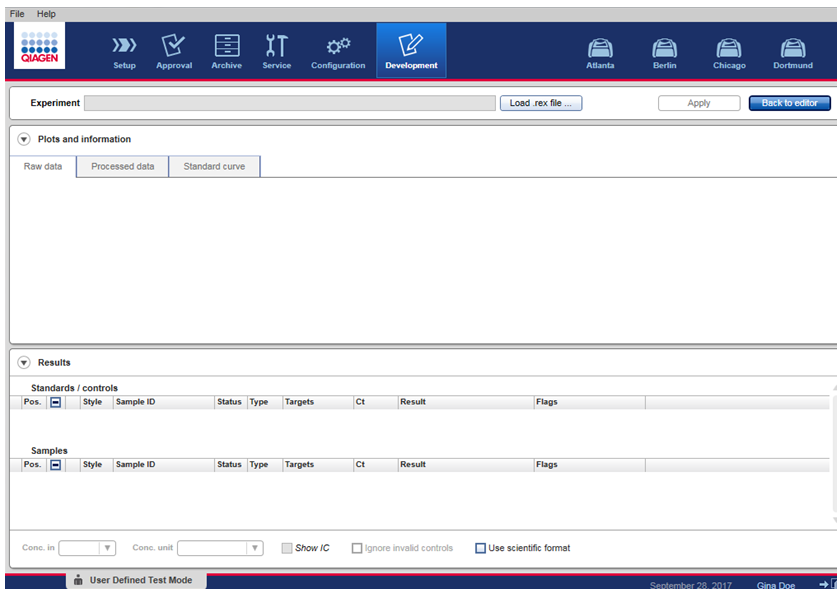 File Help
QIAGEN Setup Approval Archive Service Configuration Development Atlanta Berlin Chicago Dortmund
Experiment Load .rex file ... Apply Back to editor
Plots and information
Raw data Processed data Standard curve
Results
Standards / controls
Pos. Style Sample ID Status Type Targets Ct Result Flags
Samples
Pos. Style Sample ID Status Type Targets Ct Result Flags
Conc. in Conc. unit Show IC Ignore invalid controls Use scientific format
User Defined Test Mode September 28, 2017 Gina Doe